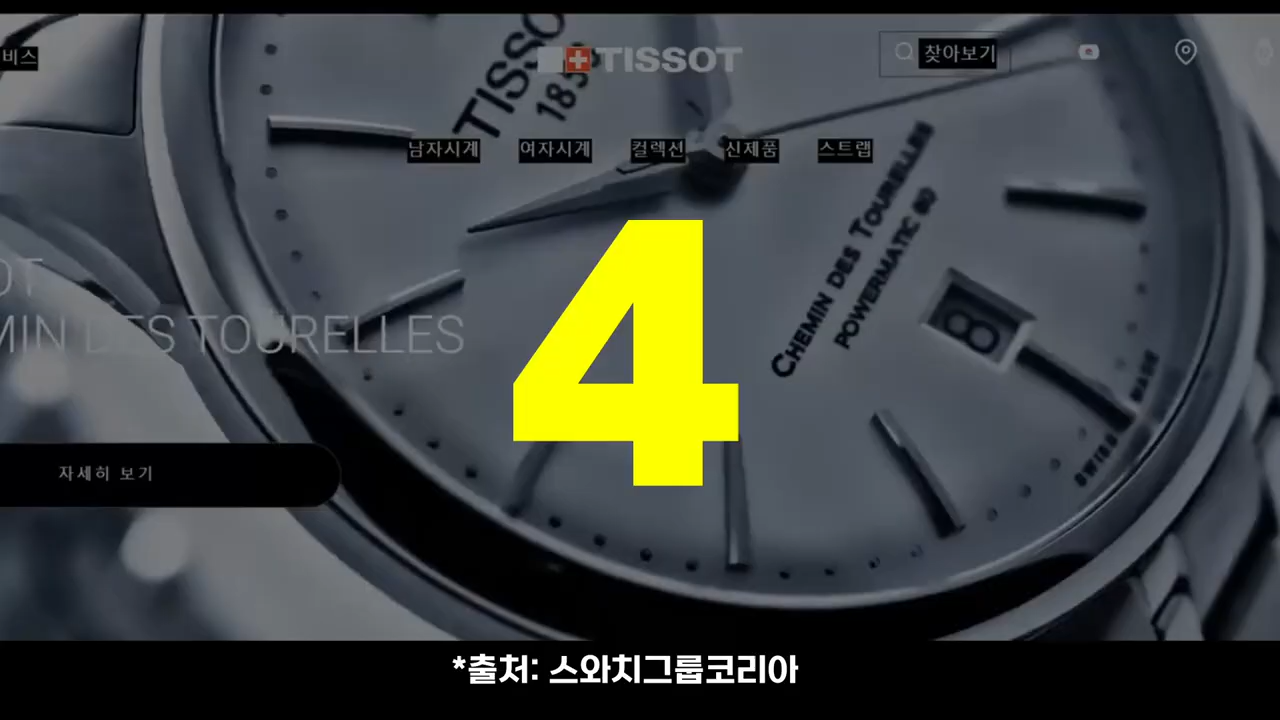 비스
TISSOT
찾아보기
TISSO
1853
남자시계
여자시계
컬렉션
신제품
스트랩
CHEMIN DES TOURELLES
POWERMATIC 80
8
OT
MIN DES TOURELLES
4
SWISS MADE
자세히 보기
*출처: 스와치그룹코리아